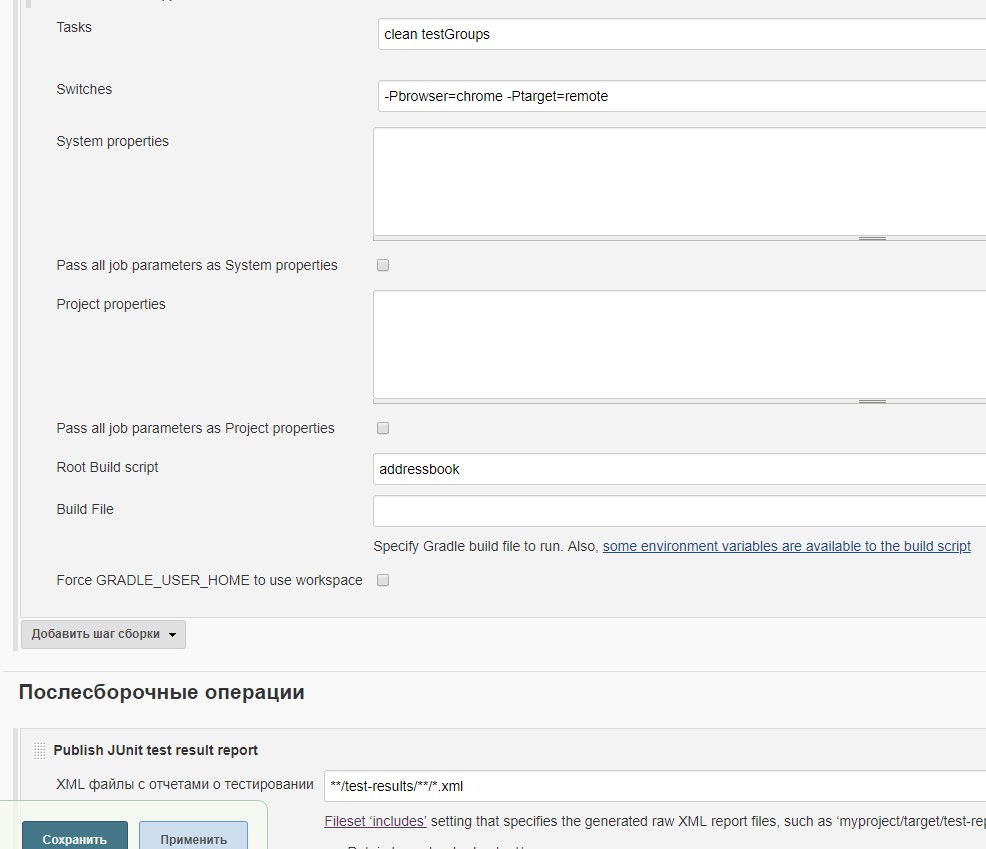 Tasks
clean testGroups
Switches
-Pbrowser=chrome -Ptarget=remote
System properties
Pass all job parameters as System properties
Project properties
Pass all job parameters as Project properties
Root Build script
addressbook
Build File
Specify Gradle build file to run. Also, some environment variables are available to the build script
Force GRADLE_USER_HOME to use workspace
Добавить шаг сборки
Послесборочные операции
Publish JUnit test result report
XML файлы с отчетами о тестировании
**/test-results/**/*.xml
Fileset ‘includes’ setting that specifies the generated raw XML report files, such as ‘myproject/target/test-rep
Сохранить
Применить